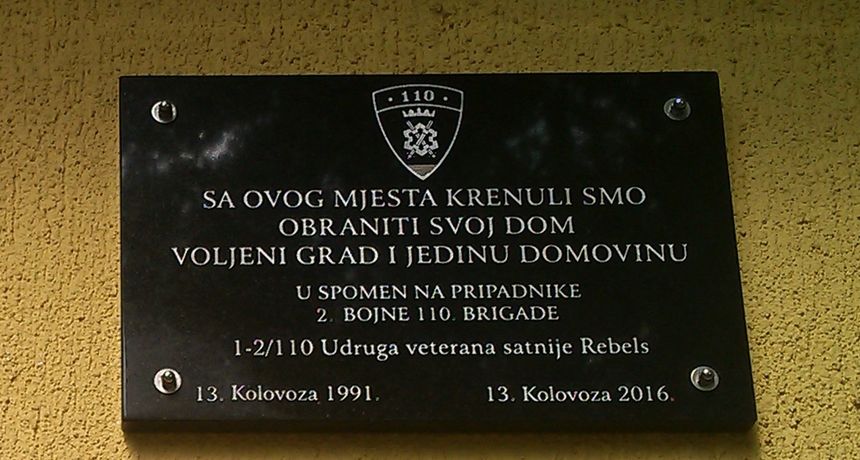 · 110 ·
SA OVOG MJESTA KRENULI SMO
OBRANITI SVOJ DOM
VOLJENI GRAD I JEDINU DOMOVINU
U SPOMEN NA PRIPADNIKE
2. BOJNE 110. BRIGADE
1-2/110 Udruga veterana satnije Rebels
13. Kolovoza 1991. 13. Kolovoza 2016.